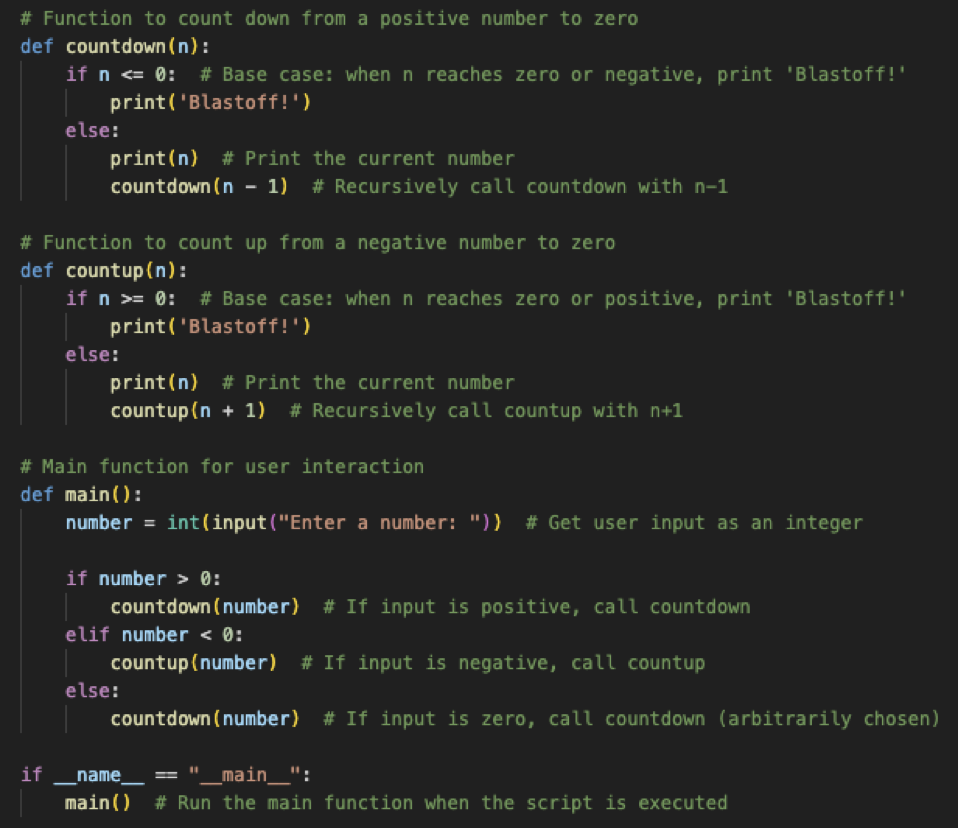 # Function to count down from a positive number to zero
def countdown(n):
    if n <= 0:  # Base case: when n reaches zero or negative, print 'Blastoff!'
        print('Blastoff!')
    else:
        print(n)  # Print the current number
        countdown(n - 1)  # Recursively call countdown with n-1

# Function to count up from a negative number to zero
def countup(n):
    if n >= 0:  # Base case: when n reaches zero or positive, print 'Blastoff!'
        print('Blastoff!')
    else:
        print(n)  # Print the current number
        countup(n + 1)  # Recursively call countup with n+1

# Main function for user interaction
def main():
    number = int(input("Enter a number: "))  # Get user input as an integer

    if number > 0:
        countdown(number)  # If input is positive, call countdown
    elif number < 0:
        countup(number)  # If input is negative, call countup
    else:
        countdown(number)  # If input is zero, call countdown (arbitrarily chosen)

if __name__ == "__main__":
    main()  # Run the main function when the script is executed